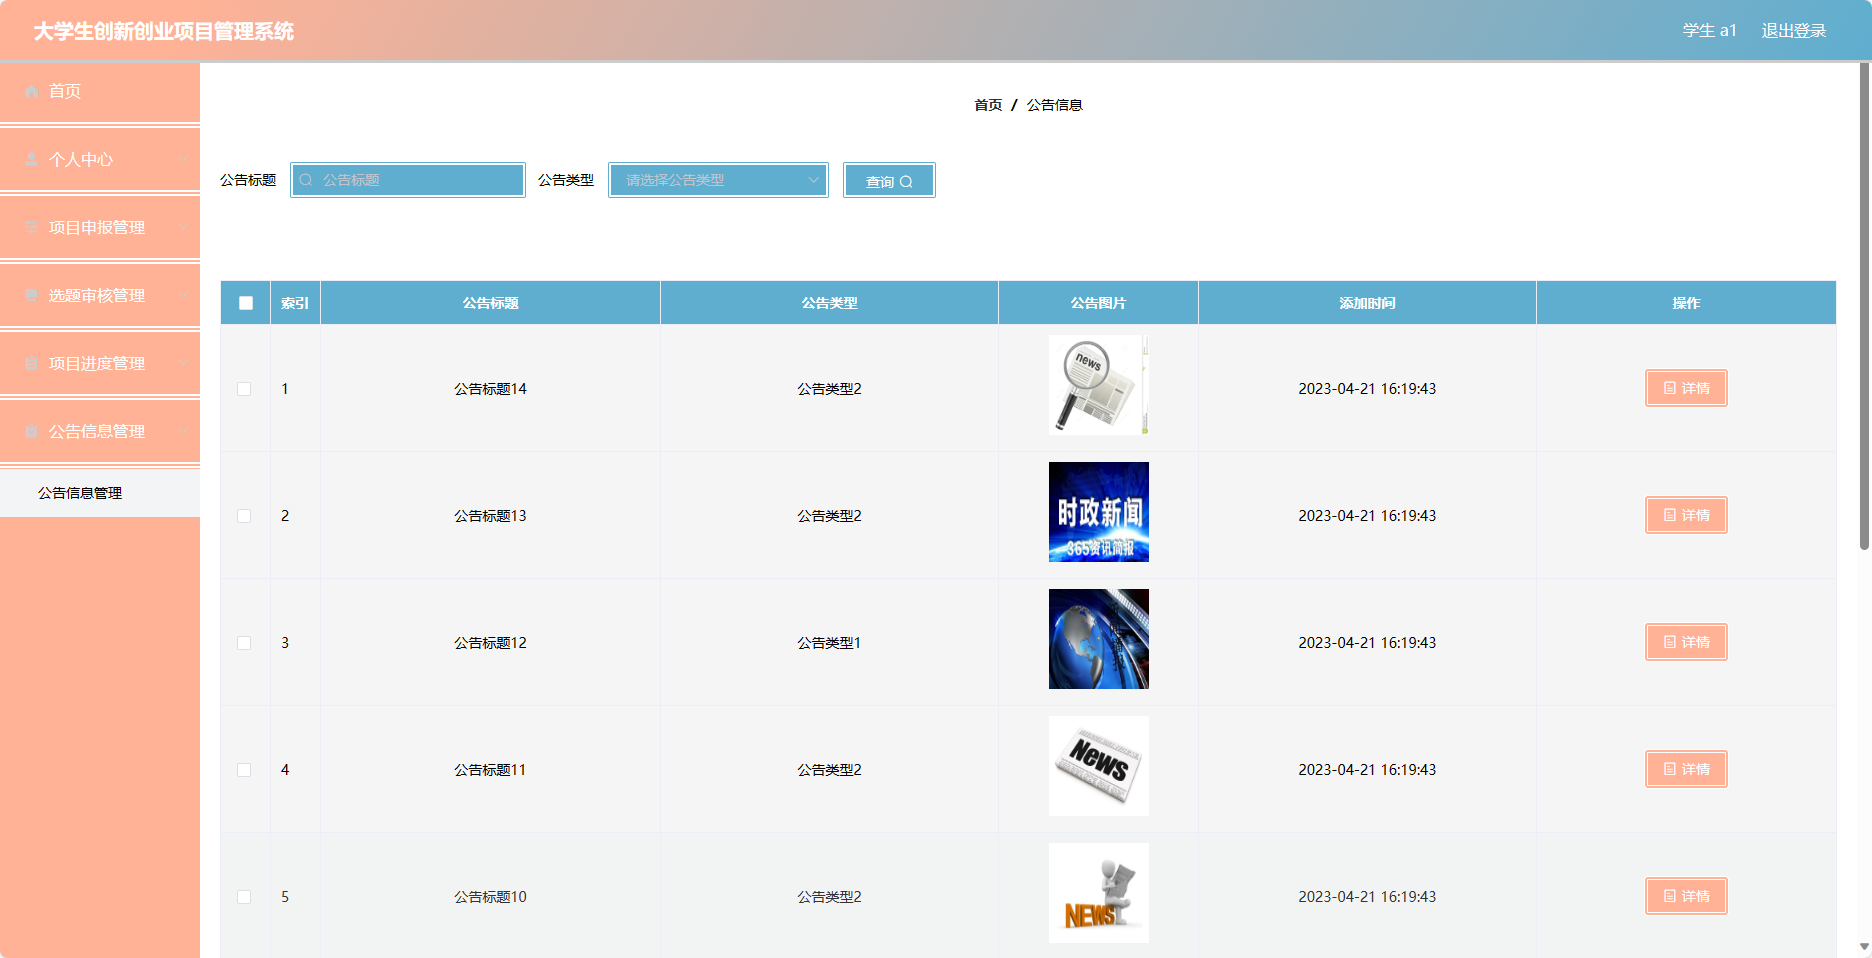 大学生创新创业项目管理系统
学生 a1 退出登录
首页
个人中心
项目申报管理
选题审核管理
项目进度管理
公告信息管理
公告信息管理
首页 / 公告信息
公告标题 公告标题 公告类型 请选择公告类型 查询
索引 公告标题 公告类型 公告图片 添加时间 操作
news
1 公告标题14 公告类型2 2023-04-21 16:19:43 详情
时政新闻
365资讯简报
2 公告标题13 公告类型2 2023-04-21 16:19:43 详情
3 公告标题12 公告类型1 2023-04-21 16:19:43 详情
News
4 公告标题11 公告类型2 2023-04-21 16:19:43 详情
5 公告标题10 公告类型2 2023-04-21 16:19:43 详情
NEWS